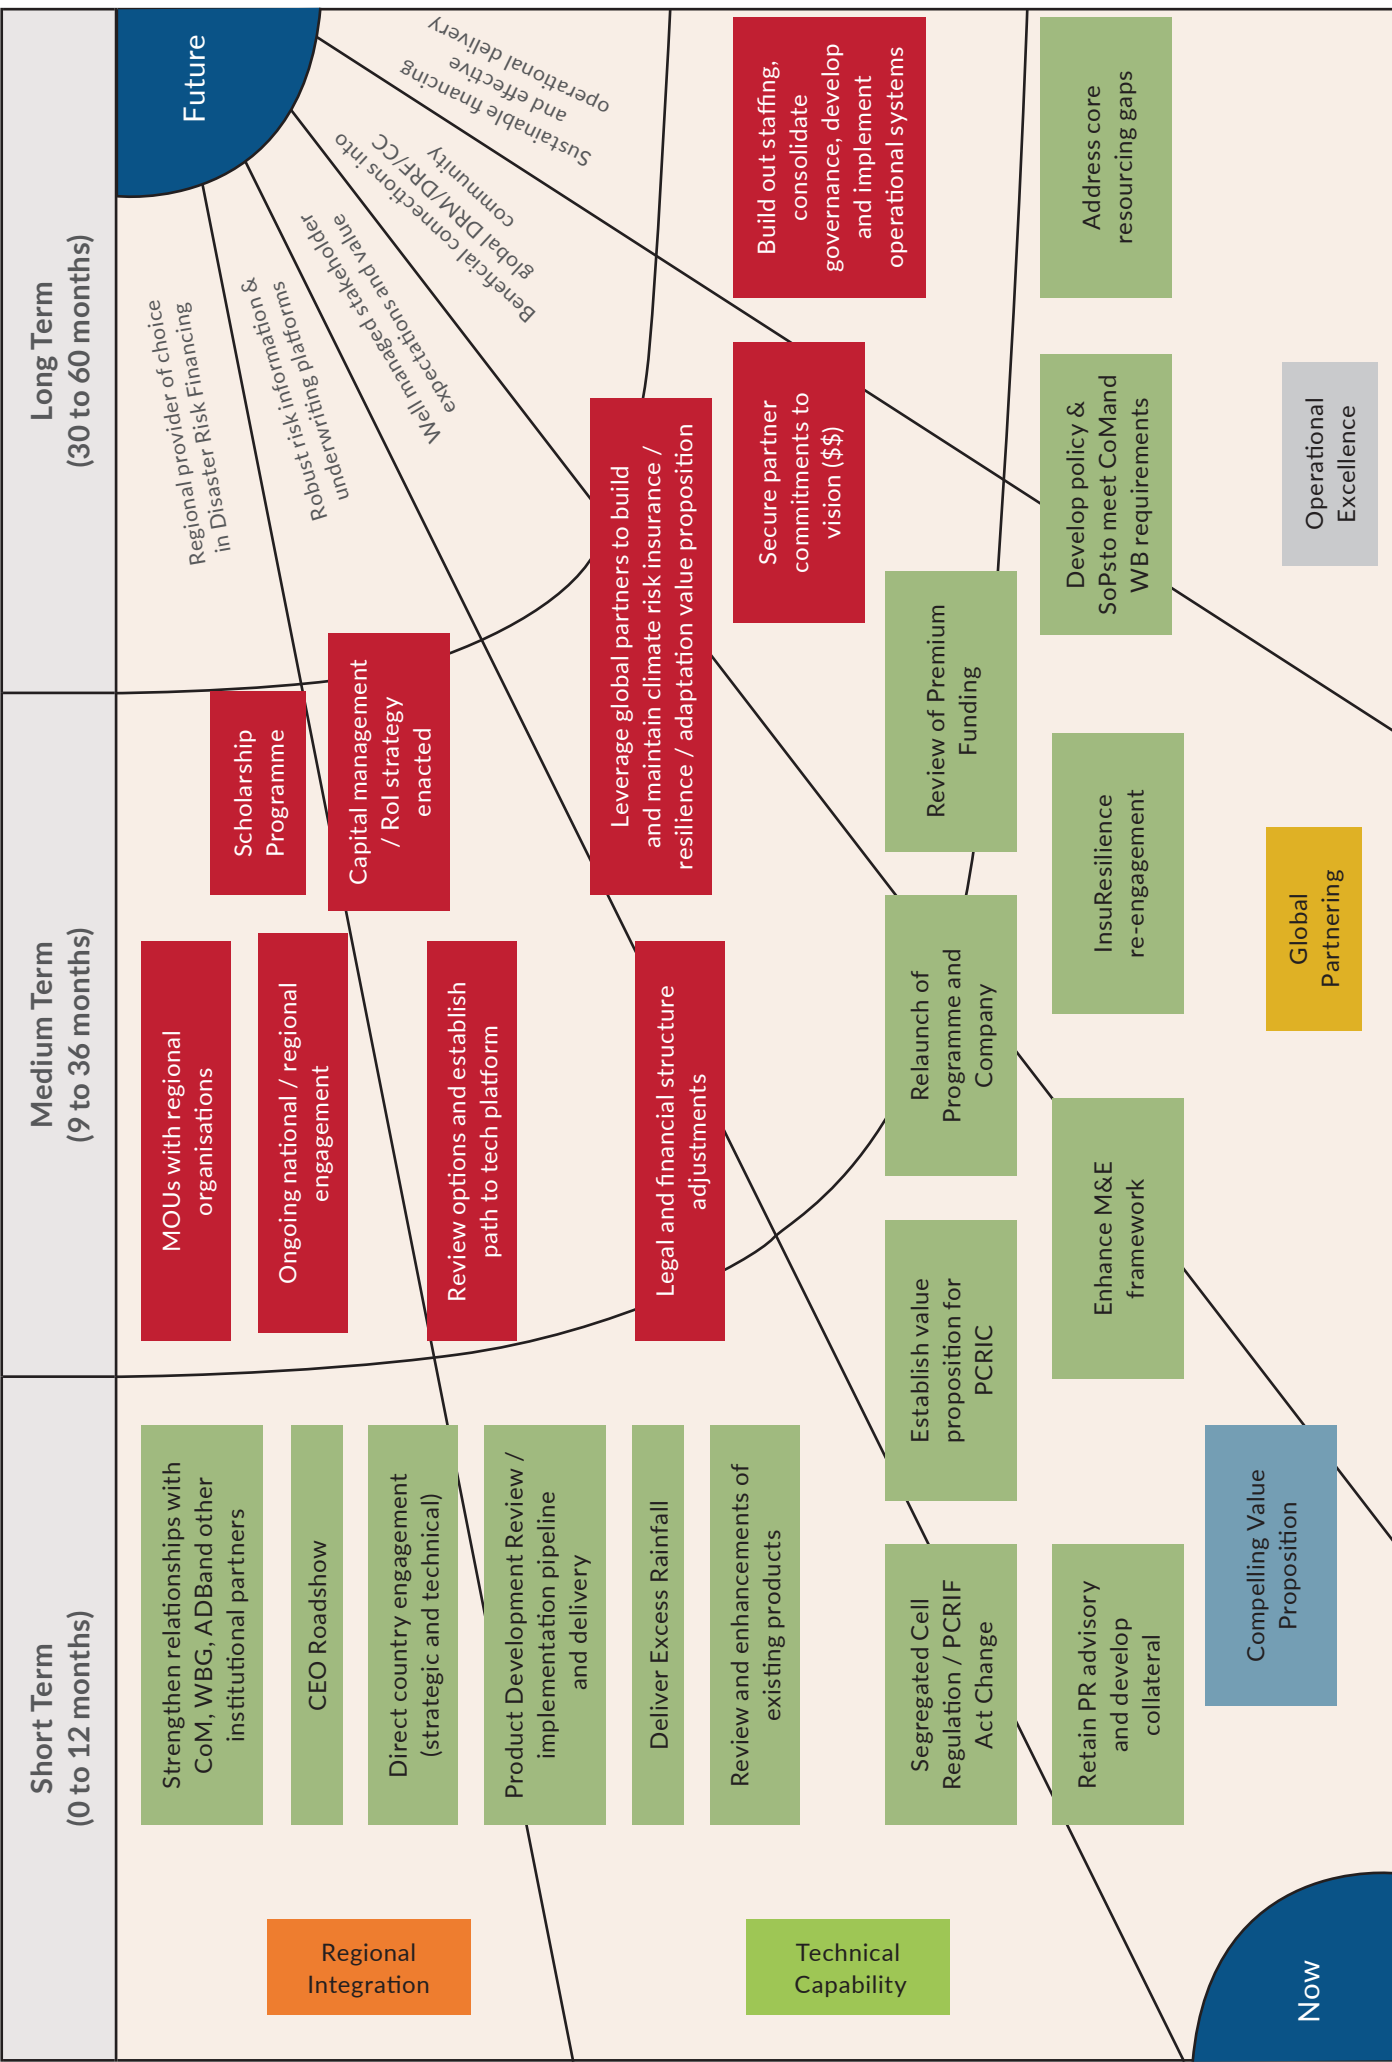 Short Term
(0 to 12 months)
Medium Term
(9 to 36 months)
Long Term
(30 to 60 months)
Future
Regional provider of choice
in Disaster Risk Financing
Robust risk information &
underwriting platforms
Well managed stakeholder
expectations and value
Beneficial connections into
global DRM/DRF/CC
community
Sustainable financing
and effective
operational delivery
Regional
Integration
Strengthen relationships with
CoM, WBG, ADBand other
institutional partners
CEO Roadshow
Direct country engagement
(strategic and technical)
MOUs with regional
organisations
Ongoing national / regional
engagement
Scholarship
Programme
Technical
Capability
Product Development Review /
implementation pipeline
and delivery
Deliver Excess Rainfall
Review and enhancements of
existing products
Review options and establish
path to tech platform
Capital management
/ RoI strategy
enacted
Legal and financial structure
adjustments
Leverage global partners to build
and maintain climate risk insurance /
resilience / adaptation value proposition
Secure partner
commitments to
vision ($$)
Build out staffing,
consolidate
governance, develop
and implement
operational systems
Segregated Cell
Regulation / PCRIF
Act Change
Establish value
proposition for
PCRIC
Relaunch of
Programme and
Company
Review of Premium
Funding
Retain PR advisory
and develop
collateral
Enhance M&E
framework
InsuResilience
re-engagement
Develop policy &
SoPsto meet CoMand
WB requirements
Address core
resourcing gaps
Now
Compelling Value
Proposition
Global
Partnering
Operational
Excellence